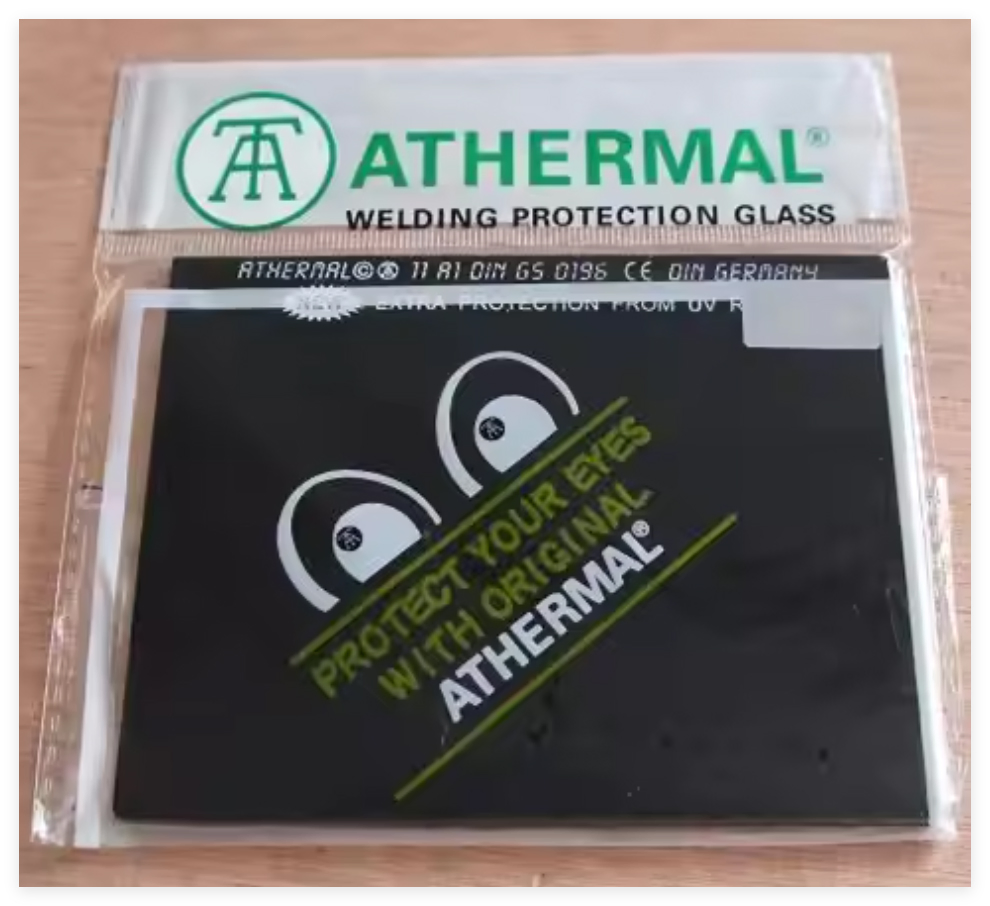 ATHERMAL®
WELDING PROTECTION GLASS
ATHERMAL© 11 A1 DIN GS 0196 CE DIN GERMANY
NEW EXTRA PROTECTION FROM UV R
PROTECT YOUR EYES
WITH ORIGINAL
ATHERMAL®